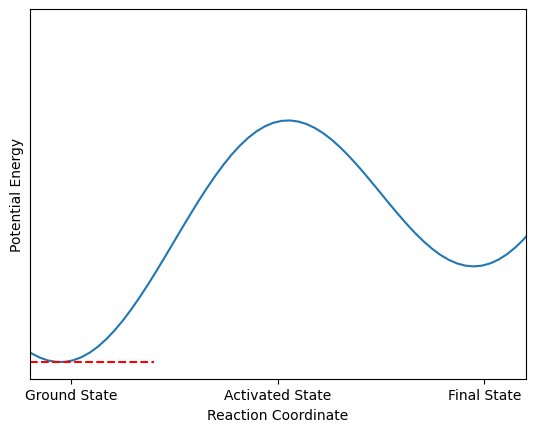 Potential Energy
Ground State
Activated State
Final State
Reaction Coordinate